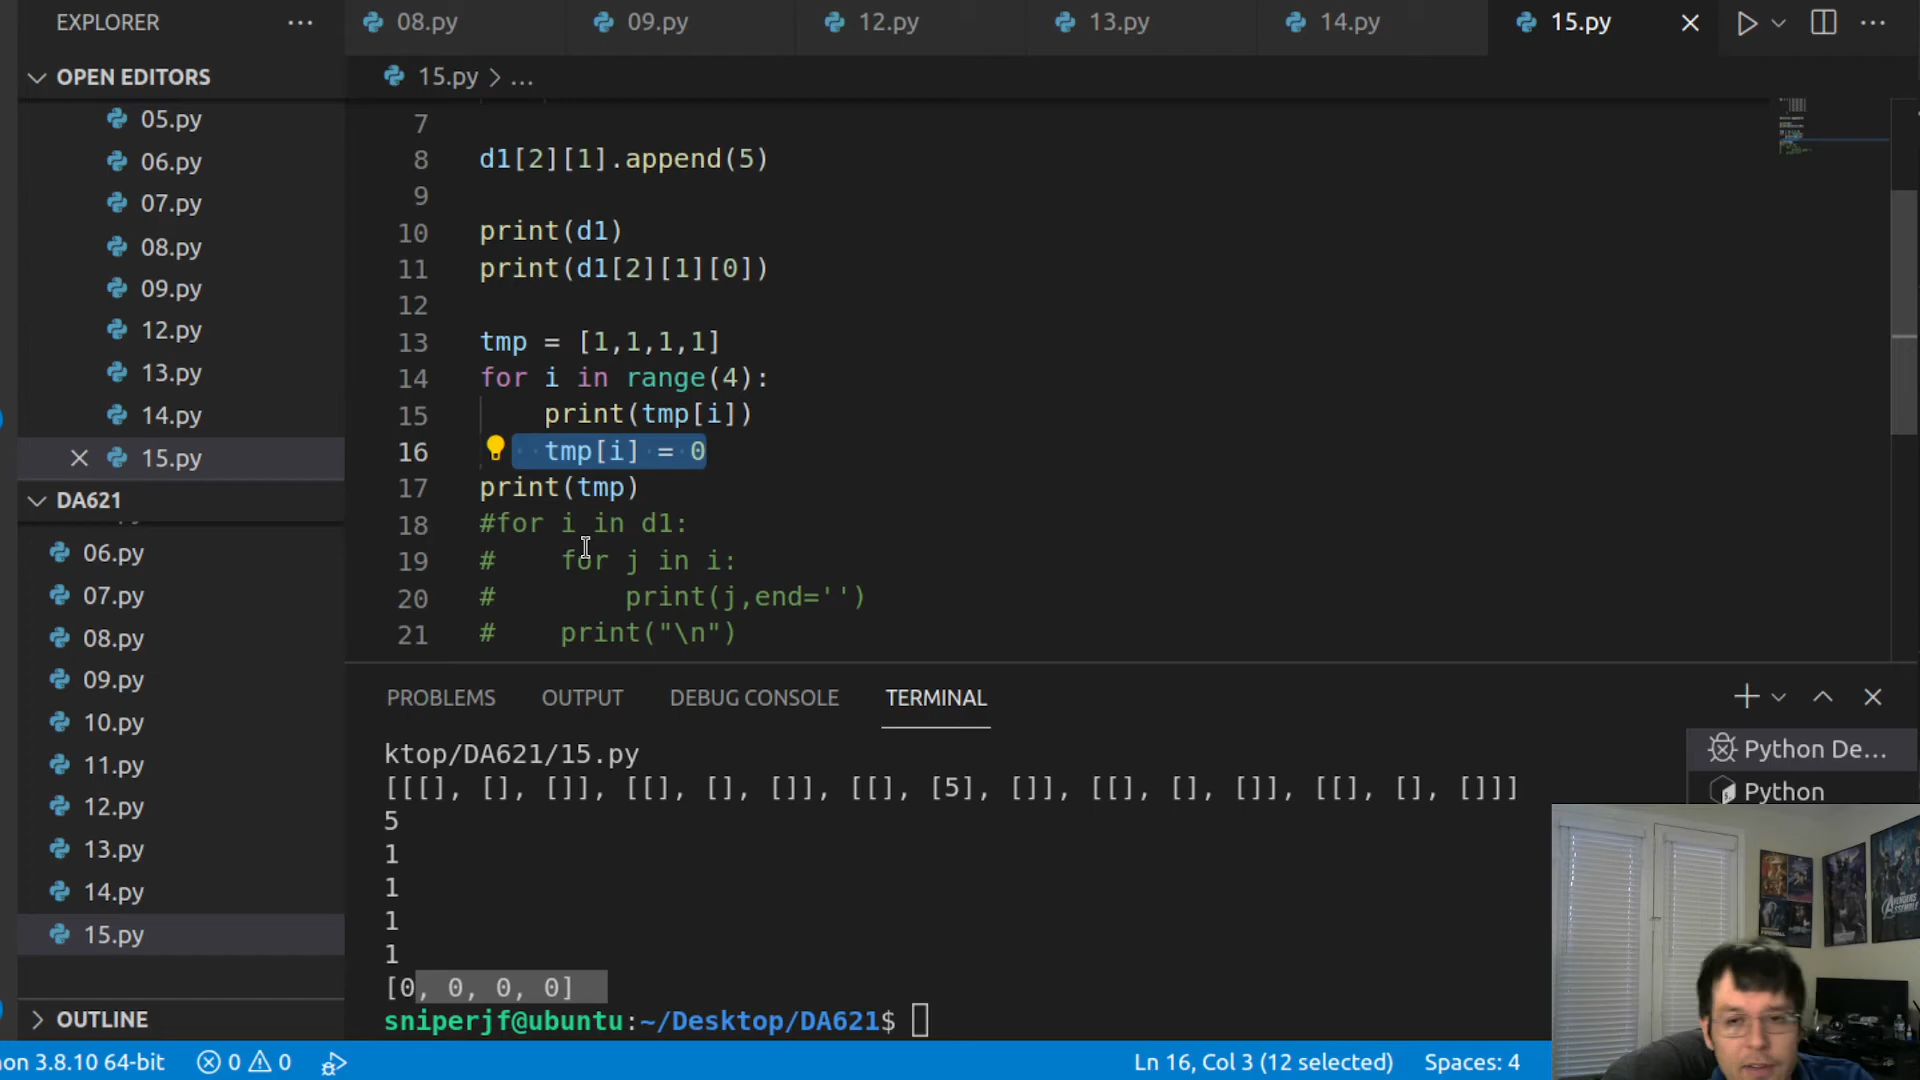 EXPLORER ...
08.py 09.py 12.py 13.py 14.py 15.py ...
OPEN EDITORS
15.py > ...
05.py
06.py
07.py
08.py
09.py
12.py
13.py
14.py
15.py
DA621
06.py
07.py
08.py
09.py
10.py
11.py
12.py
13.py
14.py
15.py
OUTLINE
7
8 d1[2][1].append(5)
9
10 print(d1)
11 print(d1[2][1][0])
12
13 tmp = [1,1,1,1]
14 for i in range(4):
15     print(tmp[i])
16     tmp[i] = 0
17 print(tmp)
18 #for i in d1:
19 #    for j in i:
20 #        print(j,end='')
21 #    print("\n")
PROBLEMS OUTPUT DEBUG CONSOLE TERMINAL
Python De...
Python
ktop/DA621/15.py
[[[], [], []], [[], [], []], [[], [5], []], [[], [], []], [[], [], []]]
5
1
1
1
1
[0, 0, 0, 0]
sniperjf@ubuntu:~/Desktop/DA621$
on 3.8.10 64-bit 0 0 Ln 16, Col 3 (12 selected) Spaces: 4